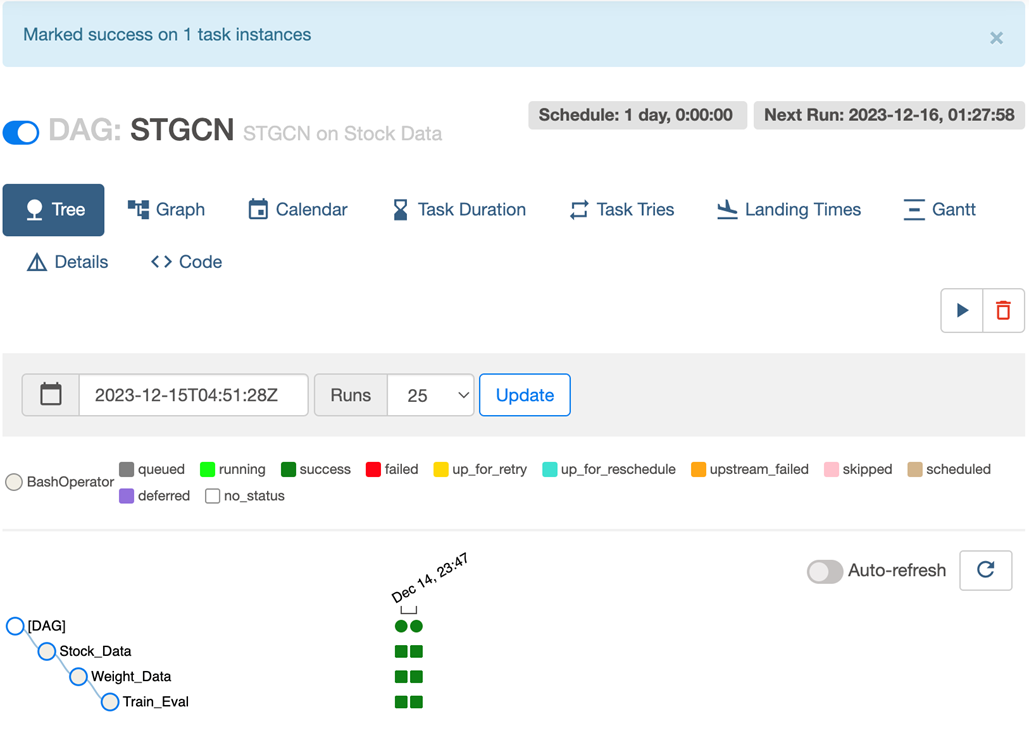 Marked success on 1 task instances ×
DAG: STGCN STGCN on Stock Data
Schedule: 1 day, 0:00:00 Next Run: 2023-12-16, 01:27:58
Tree Graph Calendar Task Duration Task Tries Landing Times Gantt
Details Code
2023-12-15T04:51:28Z Runs 25 Update
BashOperator
queued running success failed up_for_retry up_for_reschedule upstream_failed skipped scheduled
deferred no_status
Dec 14, 23:47
Auto-refresh
[DAG]
Stock_Data
Weight_Data
Train_Eval